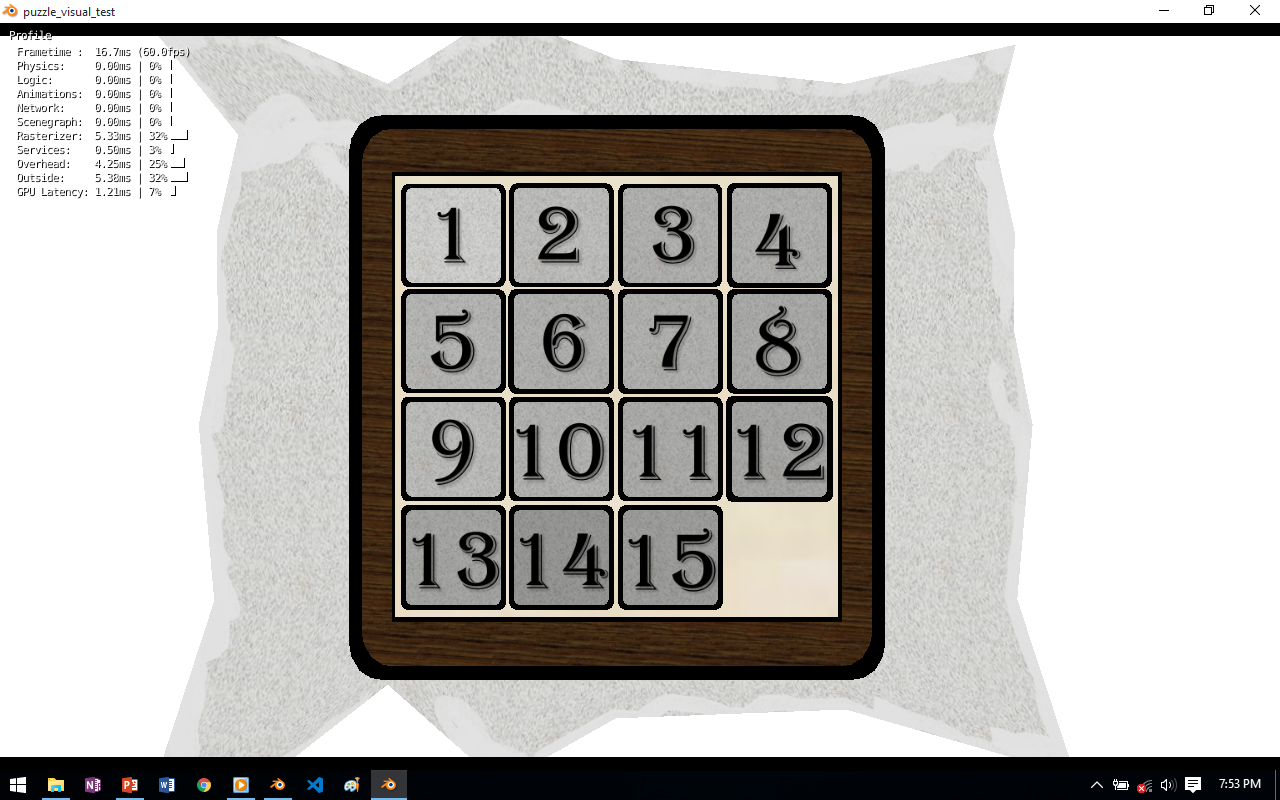 puzzle_visual_test
Profile
Frametime : 16.7ms (60.0fps)
Physics: 0.00ms | 0%
Logic: 0.00ms | 0%
Animations: 0.00ms | 0%
Network: 0.00ms | 0%
Scenegraph: 0.00ms | 0%
Rasterizer: 5.33ms | 32%
Services: 0.50ms | 3%
Overhead: 4.25ms | 25%
Outside: 5.38ms | 32%
GPU Latency: 1.21ms | 7%
1 2 3 4
5 6 7 8
9 10 11 12
13 14 15
7:53 PM